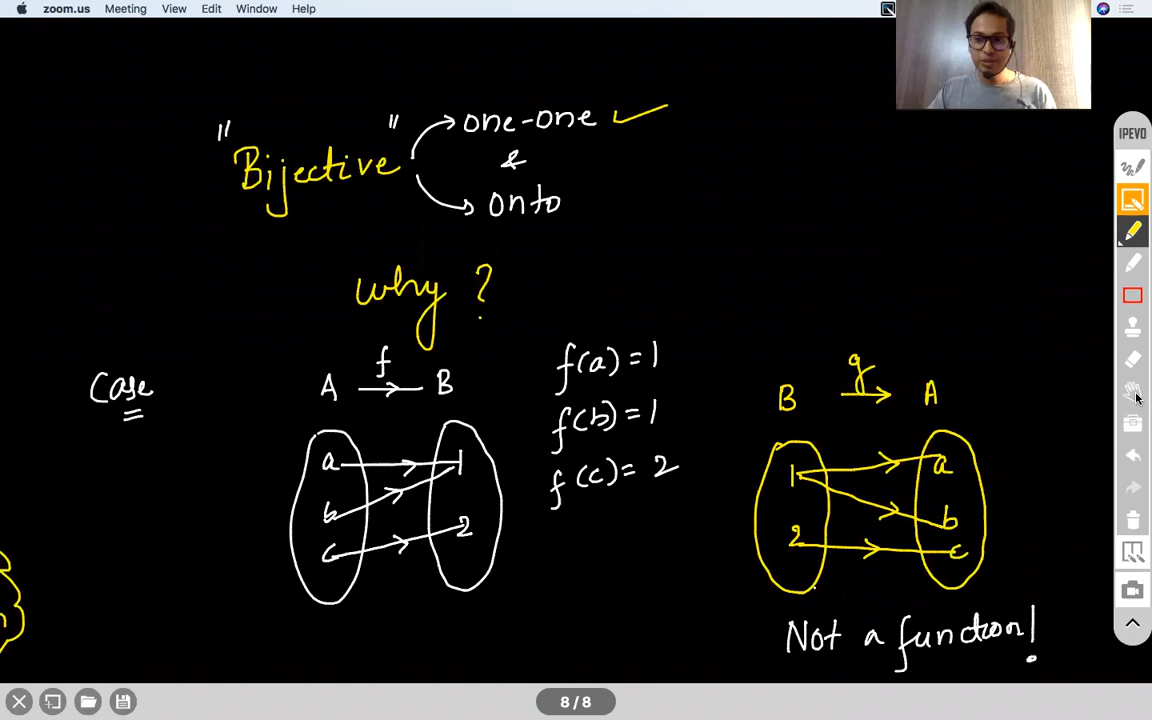 zoom.us Meeting View Edit Window Help
IPEVO
"Bijective" one-one
&
onto
why ?
Case
A f B
a
b
c
1
2
f(a) = 1
f(b) = 1
f(c) = 2
B g A
1
2
a
b
c
Not a function!
8 / 8